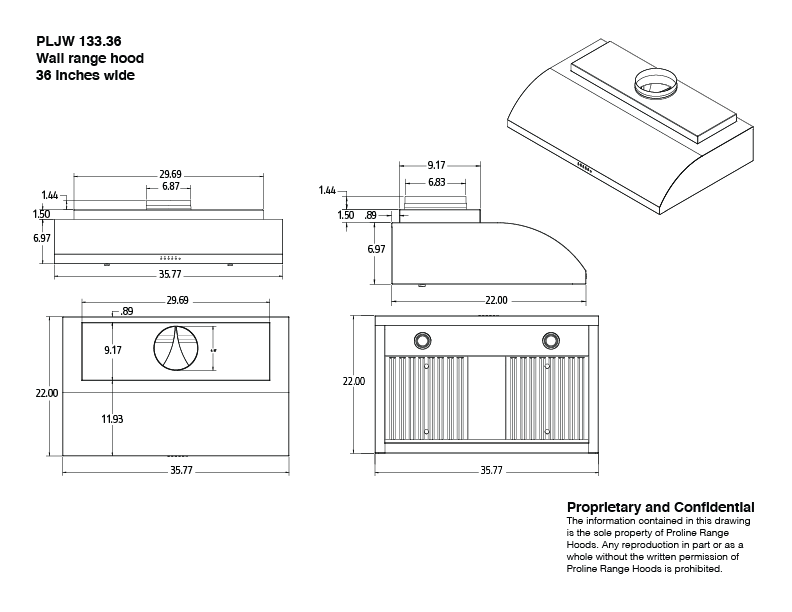 PLJW 133.36
Wall range hood
36 inches wide
29.69
6.87
1.44
1.50
6.97
35.77
9.17
6.83
1.44
1.50 .89
6.97
22.00
29.69
.89
9.17
22.00
11.93
35.77
22.00
35.77
Proprietary and Confidential
The information contained in this drawing
is the sole property of Proline Range
Hoods. Any reproduction in part or as a
whole without the written permission of
Proline Range Hoods is prohibited.